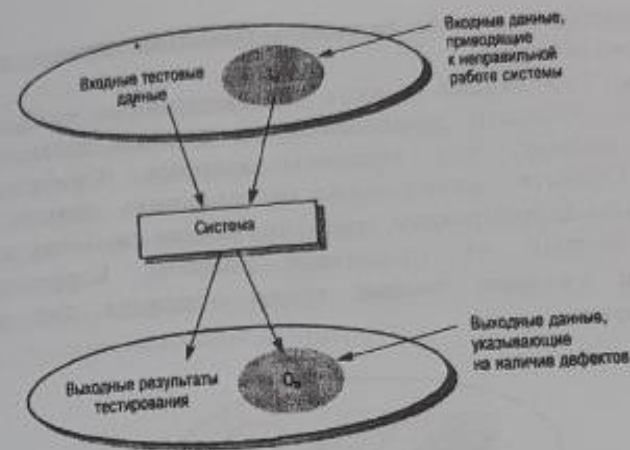 Входные данные,
приводящие
к неправильной
работе системы
Входные тестовые
данные
Система
Выходные данные,
указывающие
на наличие дефектов
Выходные результаты
тестирования